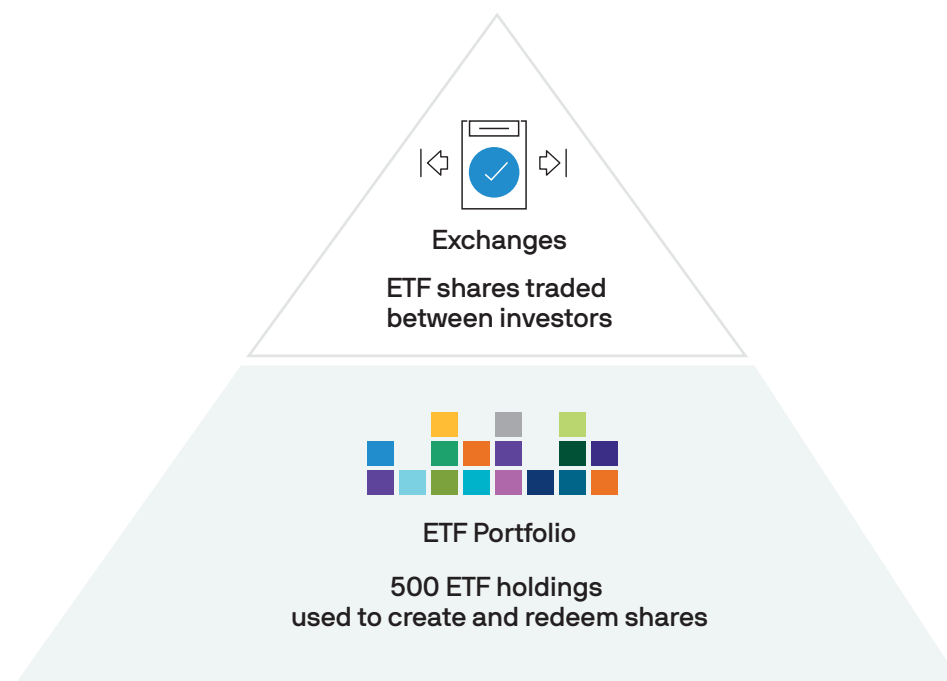 Exchanges
ETF shares traded
between investors
ETF Portfolio
500 ETF holdings
used to create and redeem shares